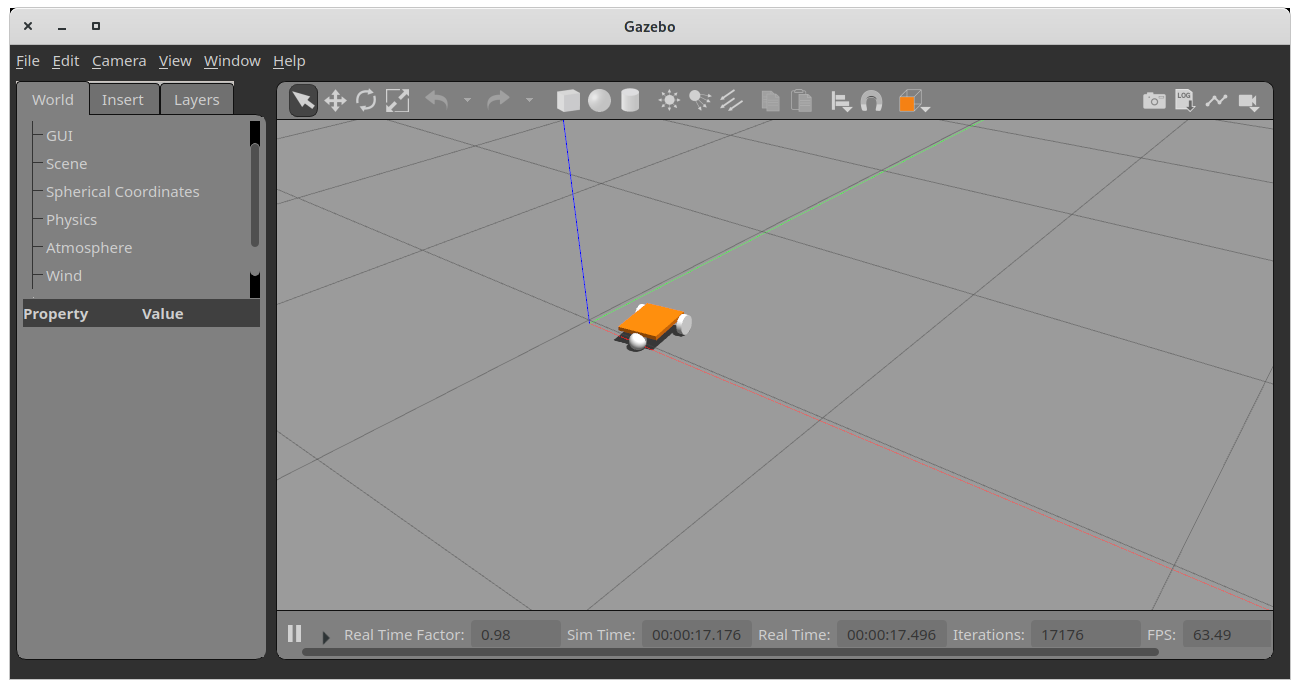 Gazebo
File Edit Camera View Window Help
World Insert Layers
LOG
GUI
Scene
Spherical Coordinates
Physics
Atmosphere
Wind
Property Value
Real Time Factor: 0.98 Sim Time: 00:00:17.176 Real Time: 00:00:17.496 Iterations: 17176 FPS: 63.49